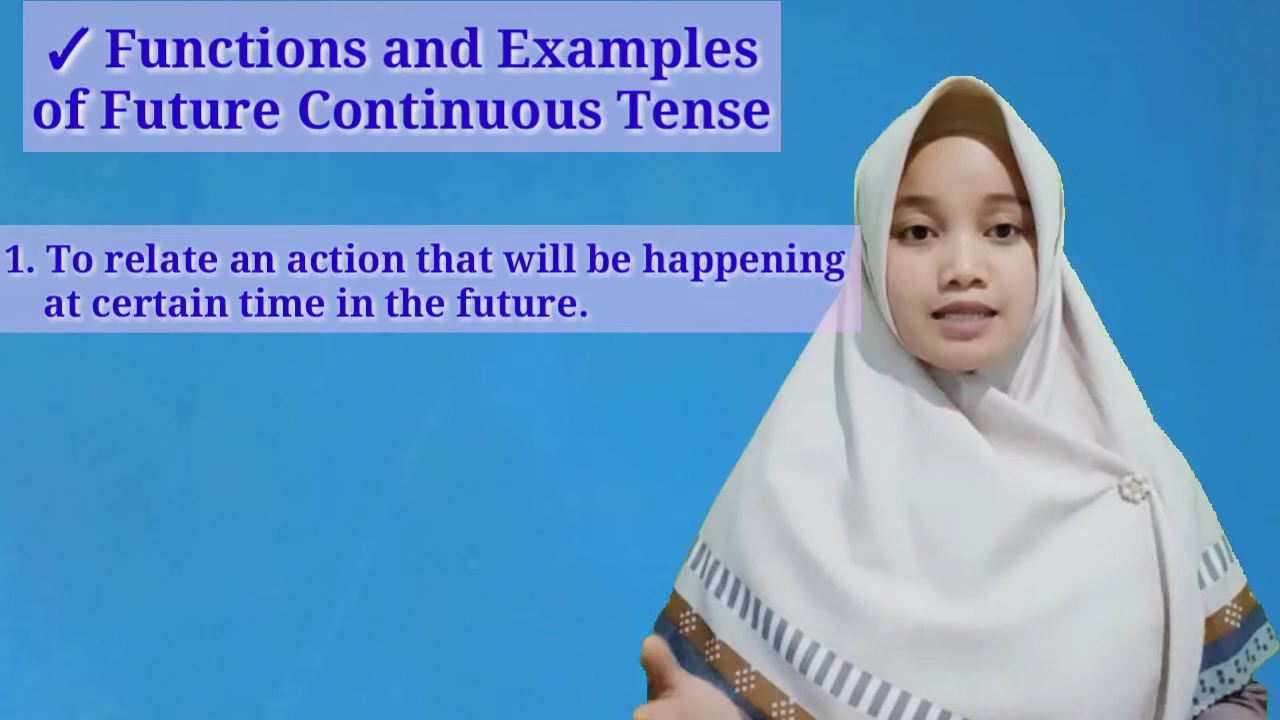 ✓ Functions and Examples
of Future Continuous Tense
1. To relate an action that will be happening
at certain time in the future.